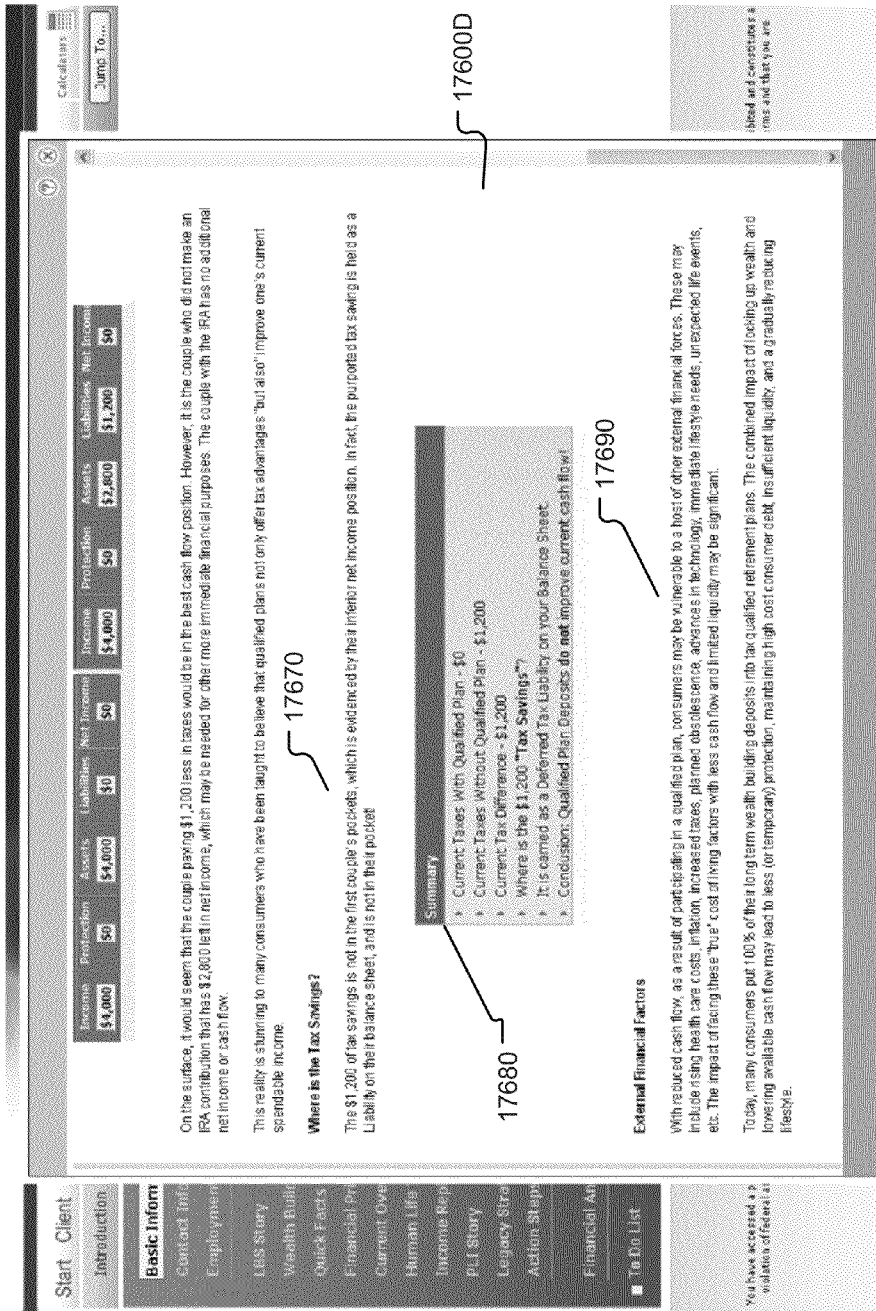 Calculators
Jump To...
Start Client
Introduction
Basic Inform
Contact Info
Employmen
LBS Story
Wealth Build
Quick Facts
Financial Pr
Current Ove
Human Life
Income Rep
PLI Story
Legacy Stra
Action Steps
Financial An
To Do List
Income Protection Assets Liabilities Net Income Income Protection Assets Liabilities Net Income
$4,000 $0 $4,000 $0 $0 $4,000 $0 $2,800 $1,200 $0
On the surface, it would seem that the couple paying $1,200 less in taxes would be in the best cash flow position. However, it is the couple who did not make an
IRA contribution that has $2,800 left in net income, which may be needed for other more immediate financial purposes. The couple with the IRA has no additional
net income or cash flow.
This reality is stunning to many consumers who have been taught to believe that qualified plans not only offer tax advantages "but also" improve one's current
spendable income.
17670
Where is the Tax Savings?
The $1,200 of tax savings is not in the first couple's pockets, which is evidenced by their inferior net income position. In fact, the purported tax saving is held as a
Liability on their balance sheet, and is not in their pocket!
17600D
17680
Summary
Current Taxes With Qualified Plan - $0
Current Taxes Without Qualified Plan - $1,200
Current Tax Difference - $1,200
Where is the $1,200 "Tax Savings"?
It is carried as a Deferred Tax Liability on your Balance Sheet.
Conclusion: Qualified Plan Deposits do not improve current cash flow!
17690
External Financial Factors
With reduced cash flow, as a result of participating in a qualified plan, consumers may be vulnerable to a host of other external financial forces. These may
include rising health care costs, inflation, increased taxes, planned obsolescence, advances in technology, immediate lifestyle needs, unexpected life events,
etc. The impact of facing these "true" cost of living factors with less cash flow and limited liquidity may be significant.
Today, many consumers put 100% of their long term wealth building deposits into tax qualified retirement plans. The combined impact of locking up wealth and
lowering available cash flow may lead to less (or temporary) protection, maintaining high cost consumer debt, insufficient liquidity, and a gradually reducing
lifestyle.
You have accessed a p
violation of federal a
ibited and constitutes a
rms and that you are